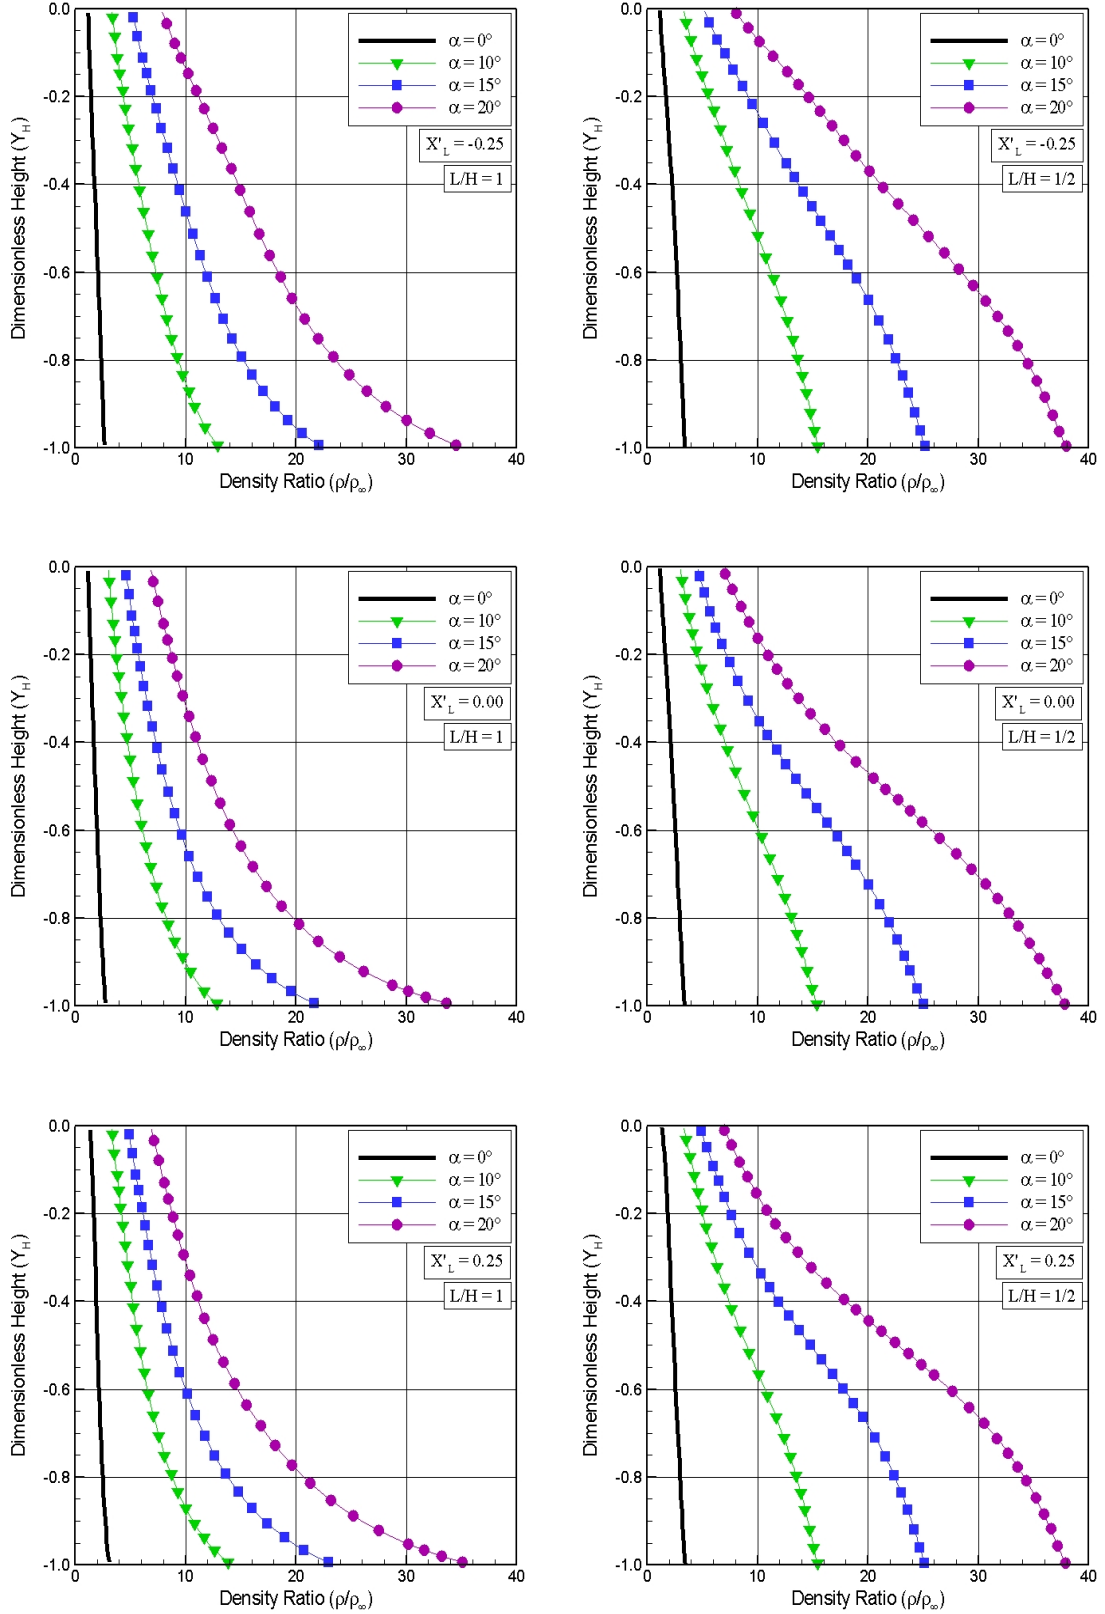 0.0
-0.2
-0.4
-0.6
-0.8
-1.0
0 10 20 30 40
Dimensionless Height (Y_H)
Density Ratio (ρ/ρ_∞)
α = 0°
α = 10°
α = 15°
α = 20°
X'_L = -0.25
L/H = 1
0.0
-0.2
-0.4
-0.6
-0.8
-1.0
0 10 20 30 40
Dimensionless Height (Y_H)
Density Ratio (ρ/ρ_∞)
α = 0°
α = 10°
α = 15°
α = 20°
X'_L = -0.25
L/H = 1/2
0.0
-0.2
-0.4
-0.6
-0.8
-1.0
0 10 20 30 40
Dimensionless Height (Y_H)
Density Ratio (ρ/ρ_∞)
α = 0°
α = 10°
α = 15°
α = 20°
X'_L = 0.00
L/H = 1
0.0
-0.2
-0.4
-0.6
-0.8
-1.0
0 10 20 30 40
Dimensionless Height (Y_H)
Density Ratio (ρ/ρ_∞)
α = 0°
α = 10°
α = 15°
α = 20°
X'_L = 0.00
L/H = 1/2
0.0
-0.2
-0.4
-0.6
-0.8
-1.0
0 10 20 30 40
Dimensionless Height (Y_H)
Density Ratio (ρ/ρ_∞)
α = 0°
α = 10°
α = 15°
α = 20°
X'_L = 0.25
L/H = 1
0.0
-0.2
-0.4
-0.6
-0.8
-1.0
0 10 20 30 40
Dimensionless Height (Y_H)
Density Ratio (ρ/ρ_∞)
α = 0°
α = 10°
α = 15°
α = 20°
X'_L = 0.25
L/H = 1/2